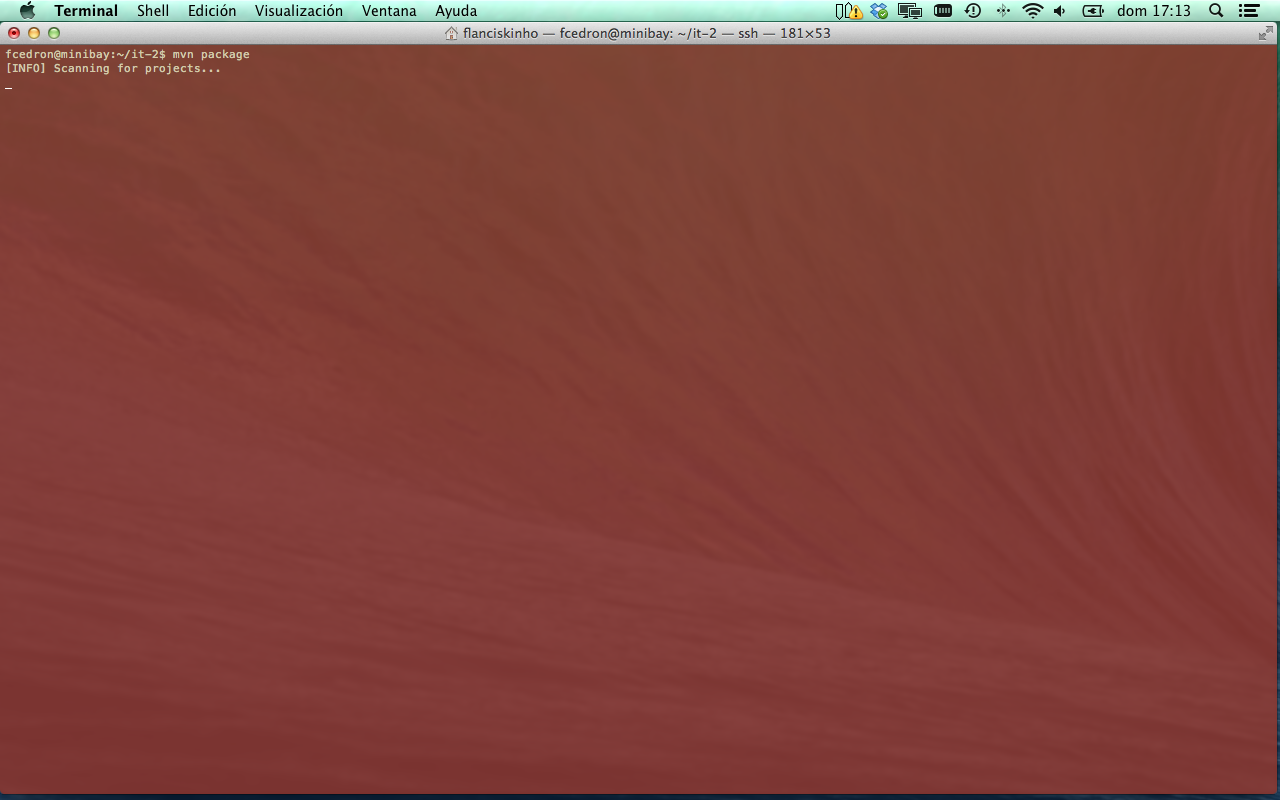 Terminal Shell Edición Visualización Ventana Ayuda dom 17:13
flanciskinho — fcedron@minibay: ~/it-2 — ssh — 181×53
fcedron@minibay:~/it-2$ mvn package
[INFO] Scanning for projects...